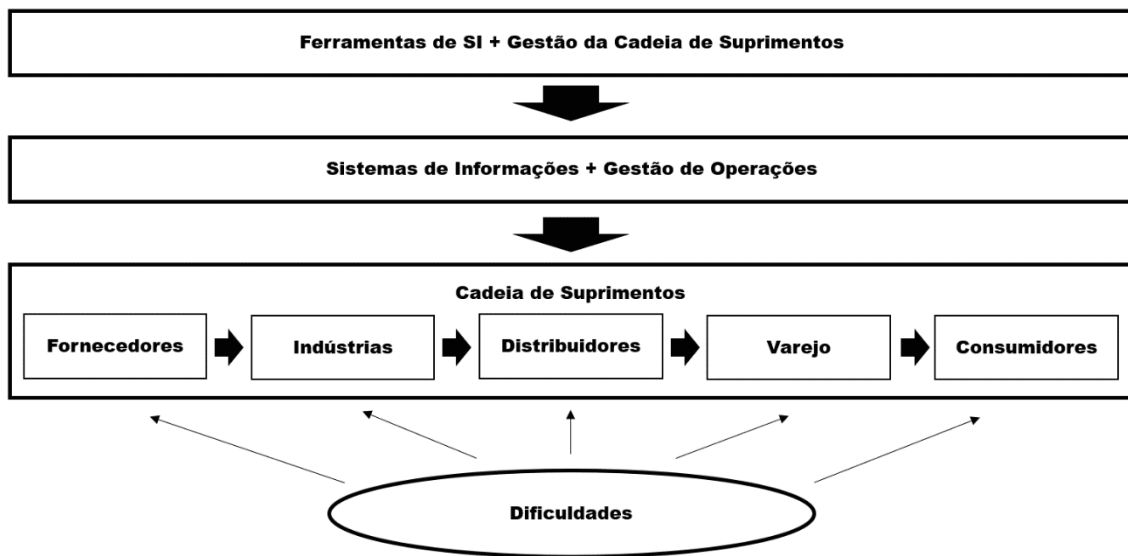 Ferramentas de SI + Gestão da Cadeia de Suprimentos
Sistemas de Informações + Gestão de Operações
Cadeia de Suprimentos
Fornecedores
Indústrias
Distribuidores
Varejo
Consumidores
Dificuldades